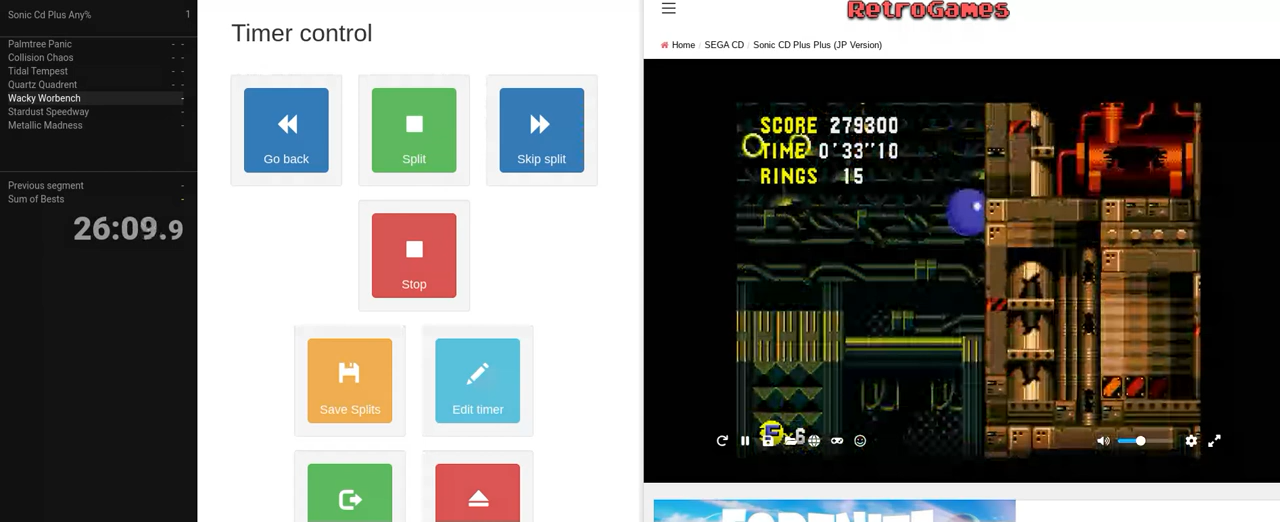 Sonic Cd Plus Any% 1
Palmtree Panic - -
Collision Chaos - -
Tidal Tempest - -
Quartz Quadrent - -
Wacky Worbench -
Stardust Speedway -
Metallic Madness -
Previous segment -
Sum of Bests -
26:09.9
Timer control
Go back
Split
Skip split
Stop
Save Splits
Edit timer
RetroGames
Home / SEGA CD / Sonic CD Plus Plus (JP Version)
SCORE 279300
TIME 0'33"10
RINGS 15
6
FORTNITE